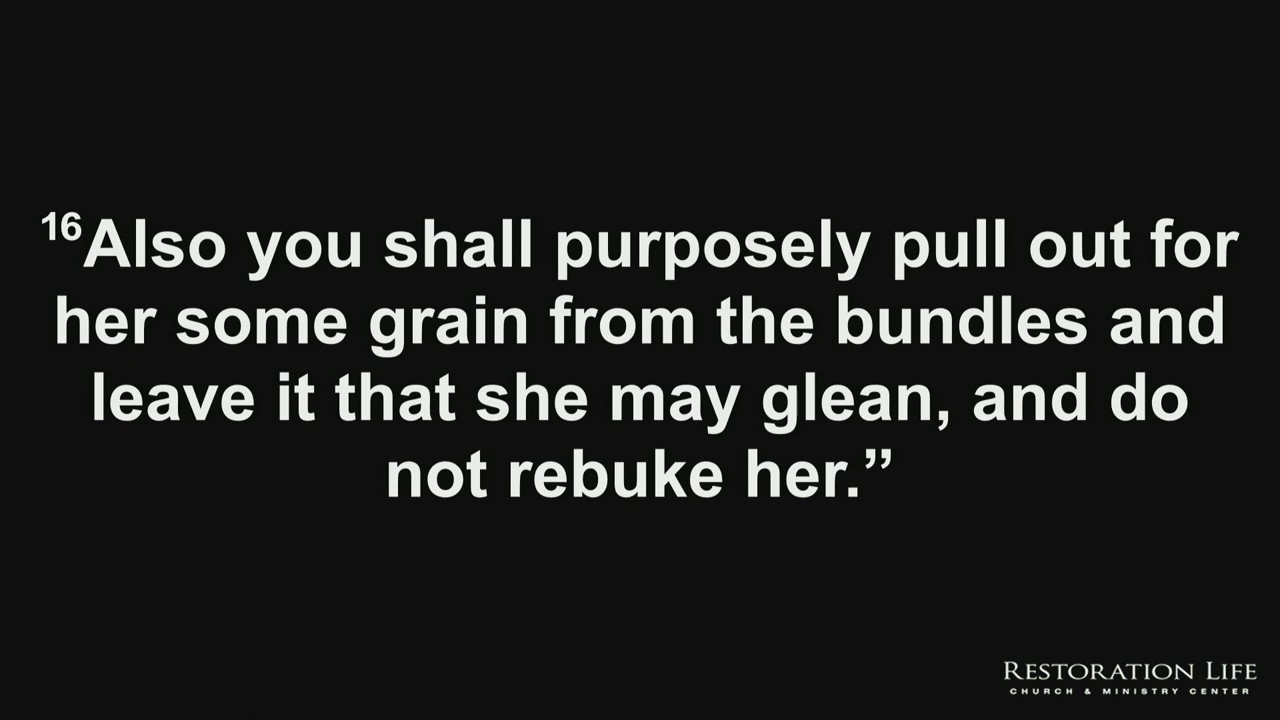 ¹⁶Also you shall purposely pull out for
her some grain from the bundles and
leave it that she may glean, and do
not rebuke her.”
RESTORATION LIFE
CHURCH & MINISTRY CENTER